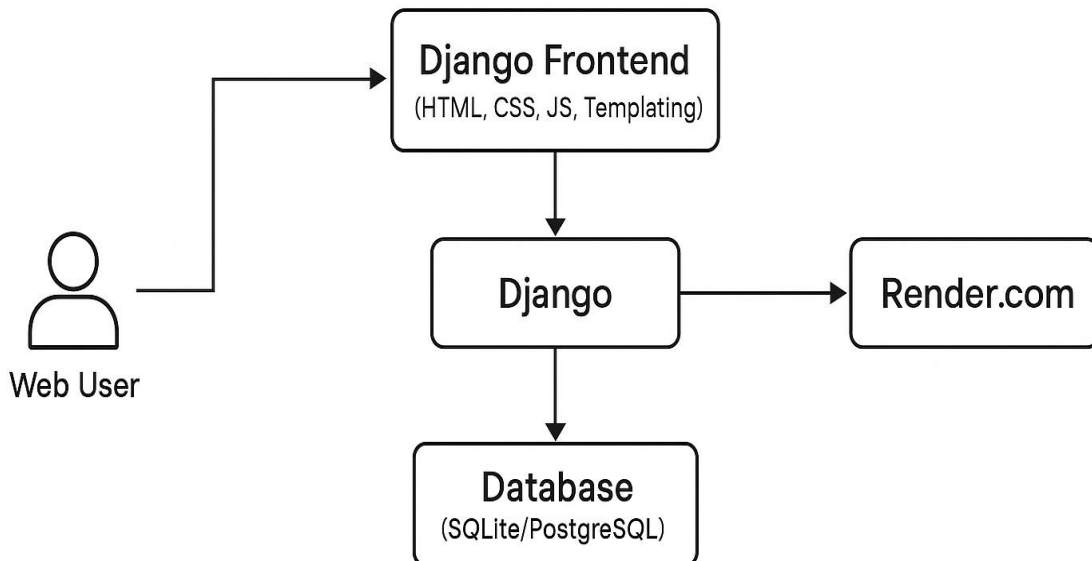 Django Frontend
(HTML, CSS, JS, Templating)
Django
Render.com
Web User
Database
(SQLite/PostgreSQL)